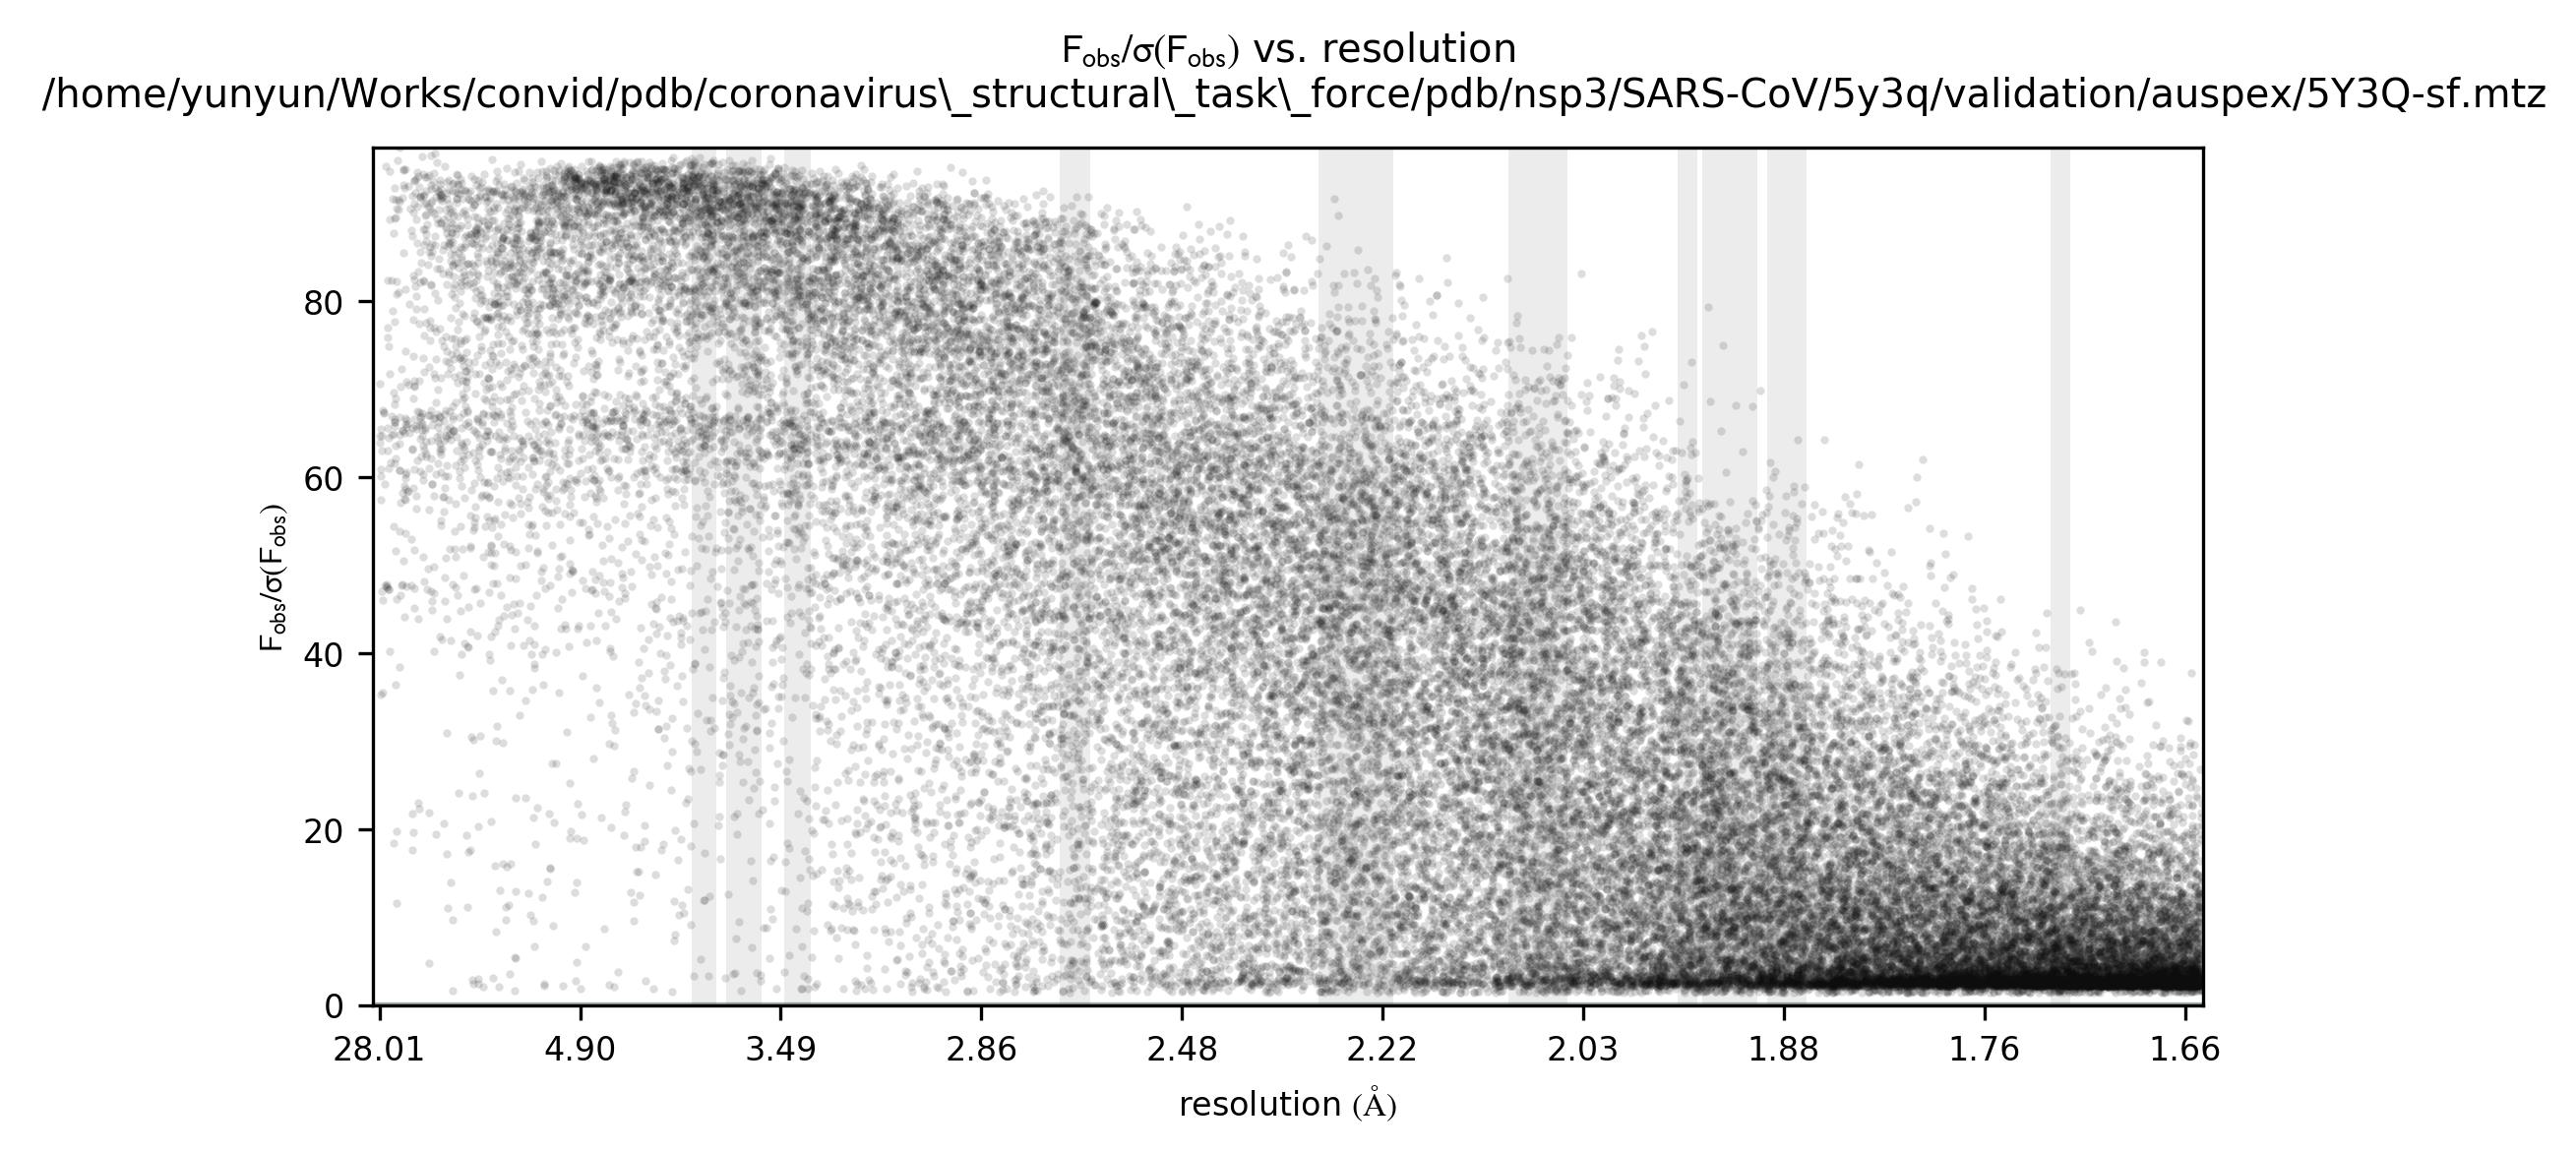 Fobs/σ(Fobs) vs. resolution
/home/yunyun/Works/convid/pdb/coronavirus\_structural\_task\_force/pdb/nsp3/SARS-CoV/5y3q/validation/auspex/5Y3Q-sf.mtz
Fobs/σ(Fobs)
80
60
40
20
0
28.01 4.90 3.49 2.86 2.48 2.22 2.03 1.88 1.76 1.66
resolution (Å)